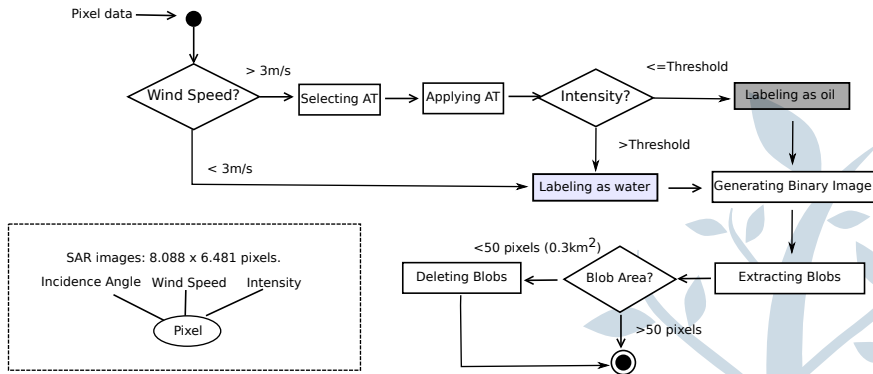 Pixel data
> 3m/s
Wind Speed?
Selecting AT
Applying AT
Intensity?
<=Threshold
Labeling as oil
>Threshold
< 3m/s
Labeling as water
Generating Binary Image
<50 pixels (0.3km²)
Deleting Blobs
Blob Area?
Extracting Blobs
>50 pixels
SAR images: 8.088 x 6.481 pixels.
Incidence Angle
Wind Speed
Intensity
Pixel